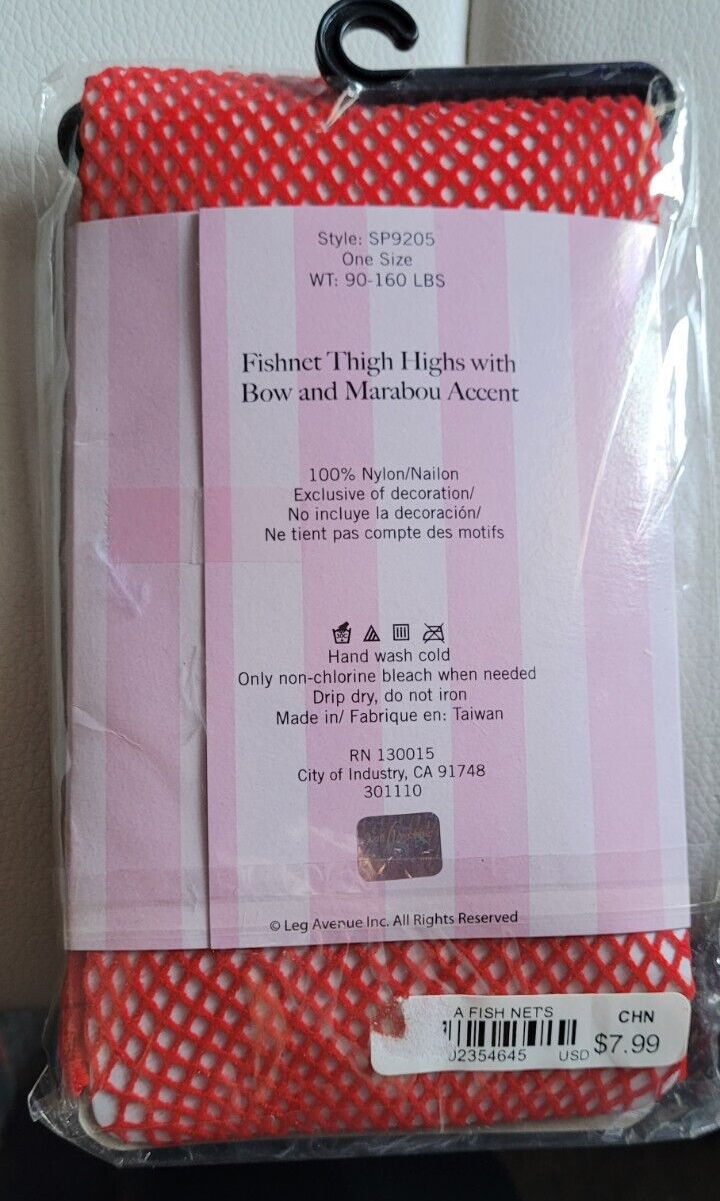 Style: SP9205
One Size
WT: 90-160 LBS
Fishnet Thigh Highs with
Bow and Marabou Accent
100% Nylon/Nailon
Exclusive of decoration/
No incluye la decoración/
Ne tient pas compte des motifs
Hand wash cold
Only non-chlorine bleach when needed
Drip dry, do not iron
Made in/ Fabrique en: Taiwan
RN 130015
City of Industry, CA 91748
301110
© Leg Avenue Inc. All Rights Reserved
A FISH NETS CHN
02354645 USD $7.99